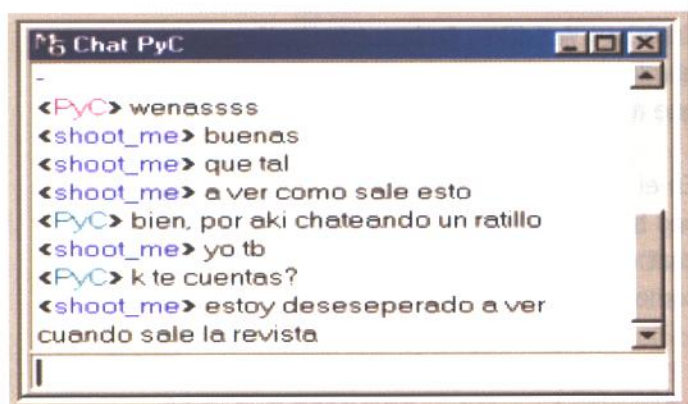 Chat PyC
-
<PyC> wenassss
<shoot_me> buenas
<shoot_me> que tal
<shoot_me> a ver como sale esto
<PyC> bien, por aki chateando un ratillo
<shoot_me> yo tb
<PyC> k te cuentas?
<shoot_me> estoy deseseperado a ver
cuando sale la revista